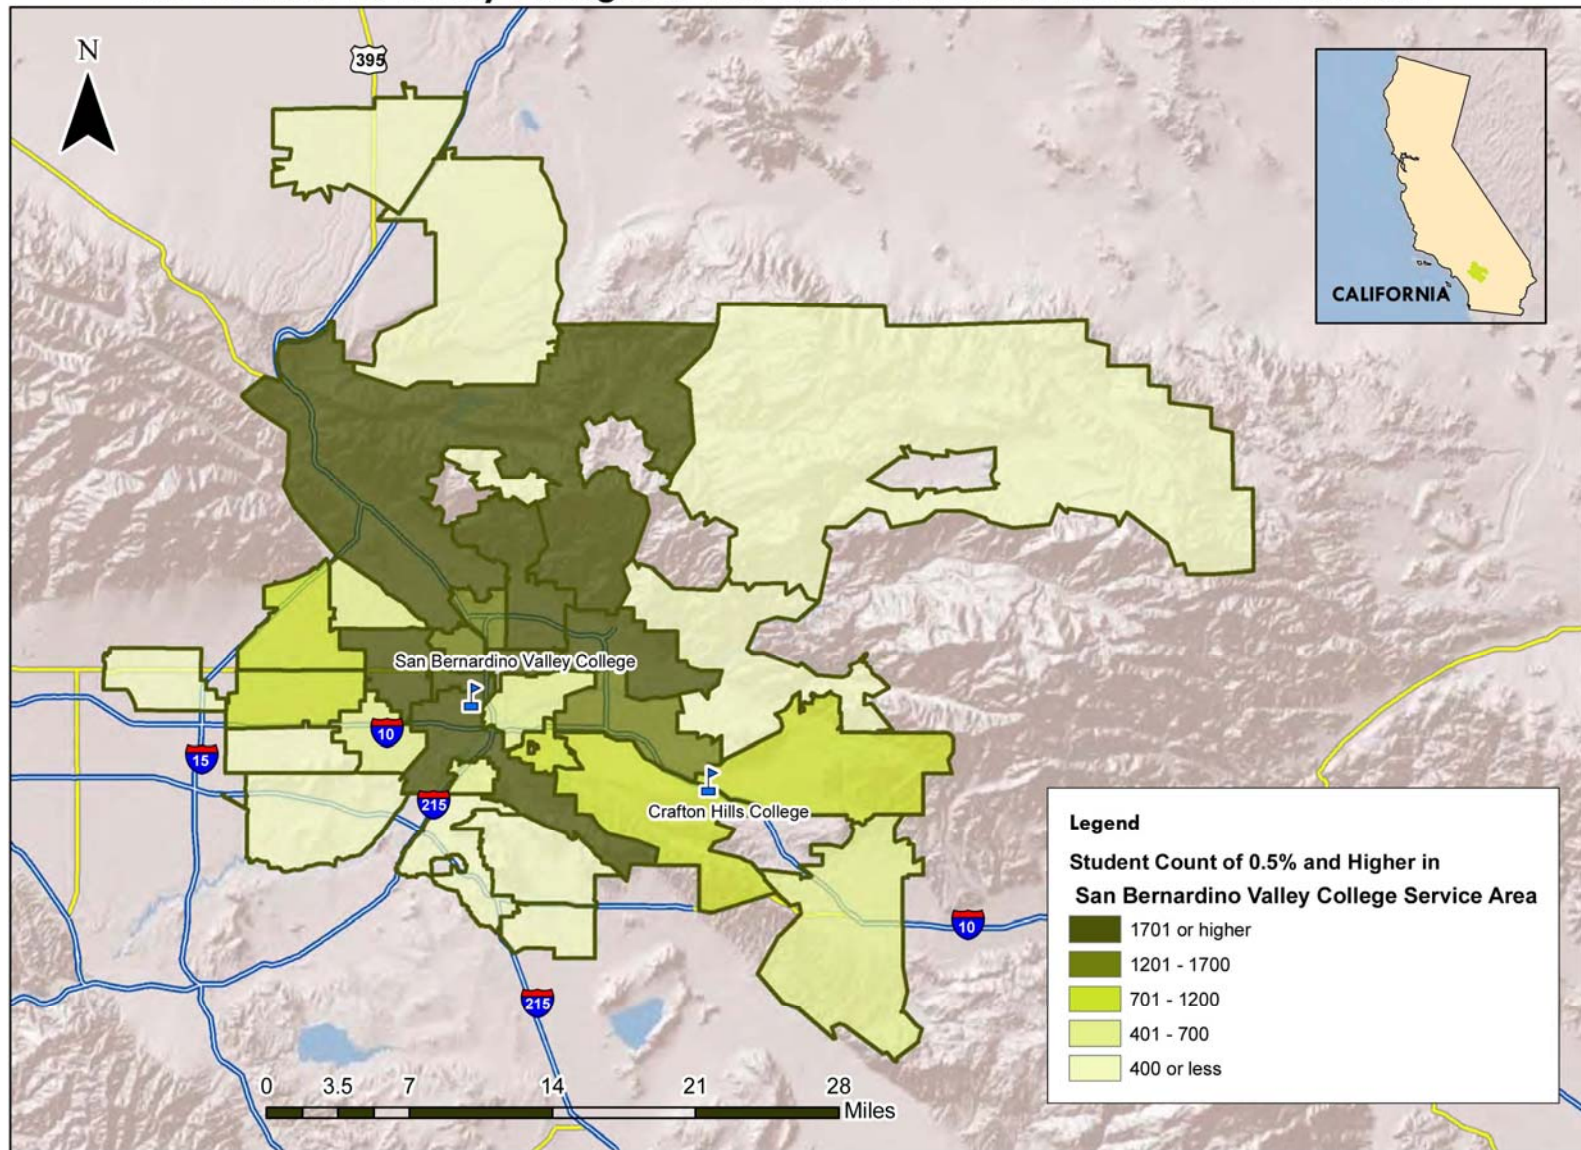 N
395
CALIFORNIA
San Bernardino Valley College
10
15
215
Crafton Hills College
10
215
Legend
Student Count of 0.5% and Higher in
San Bernardino Valley College Service Area
1701 or higher
1201 - 1700
701 - 1200
401 - 700
400 or less
0 3.5 7 14 21 28
Miles